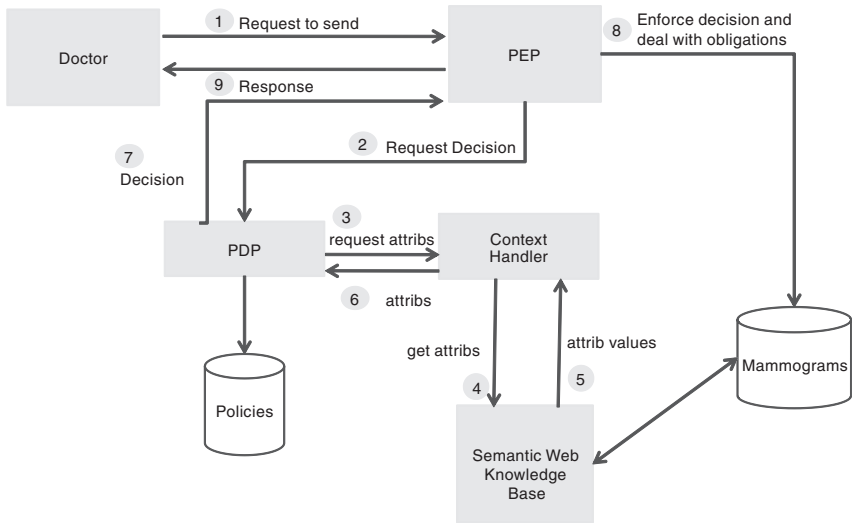 1 Request to send
Doctor
PEP
8 Enforce decision and
deal with obligations
9 Response
2 Request Decision
7
Decision
PDP
3
request attribs
Context
Handler
6 attribs
get attribs
attrib values
4
5
Policies
Mammograms
Semantic Web
Knowledge
Base